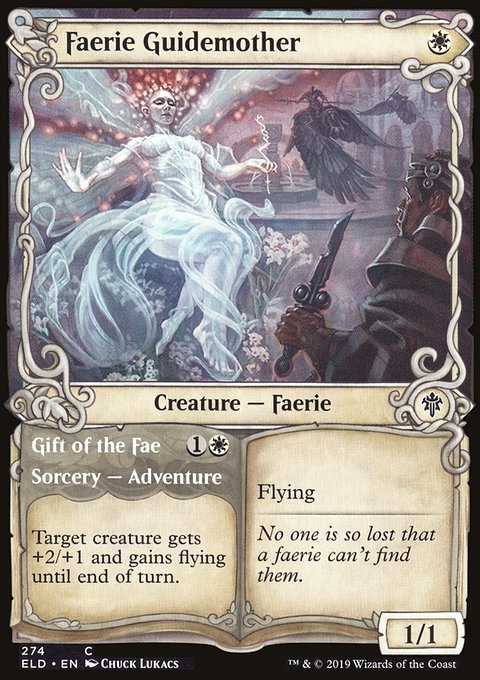 Faerie Guidemother
Creature — Faerie
Gift of the Fae 1
Sorcery — Adventure
Target creature gets
+2/+1 and gains flying
until end of turn.
Flying
No one is so lost that
a faerie can't find
them.
1/1
274 C
ELD • EN Chuck Lukacs
™ & © 2019 Wizards of the Coast